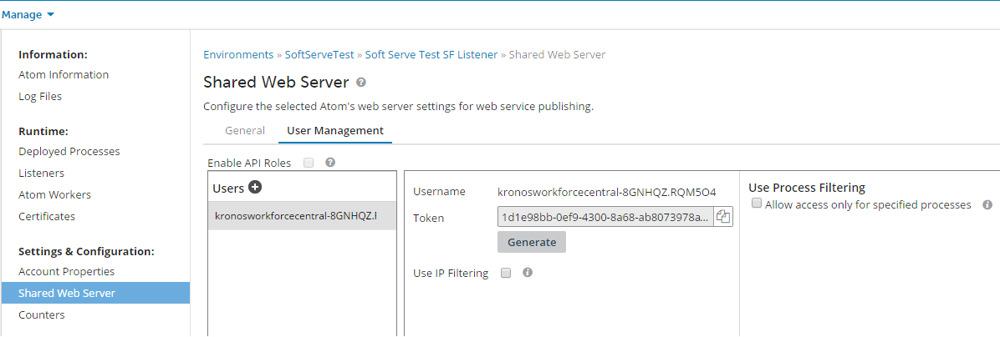 Manage
Information:
Atom Information
Log Files
Runtime:
Deployed Processes
Listeners
Atom Workers
Certificates
Settings & Configuration:
Account Properties
Shared Web Server
Counters
Environments » SoftServeTest » Soft Serve Test SF Listener » Shared Web Server
Shared Web Server ?
Configure the selected Atom's web server settings for web service publishing.
General User Management
Enable API Roles ?
Users
kronosworkforcecentral-8GNHQZ.F
Username kronosworkforcecentral-8GNHQZ.RQM5O4
Token 1d1e98bb-0ef9-4300-8a68-ab8073978a...
Generate
Use IP Filtering i
Use Process Filtering
Allow access only for specified processes i